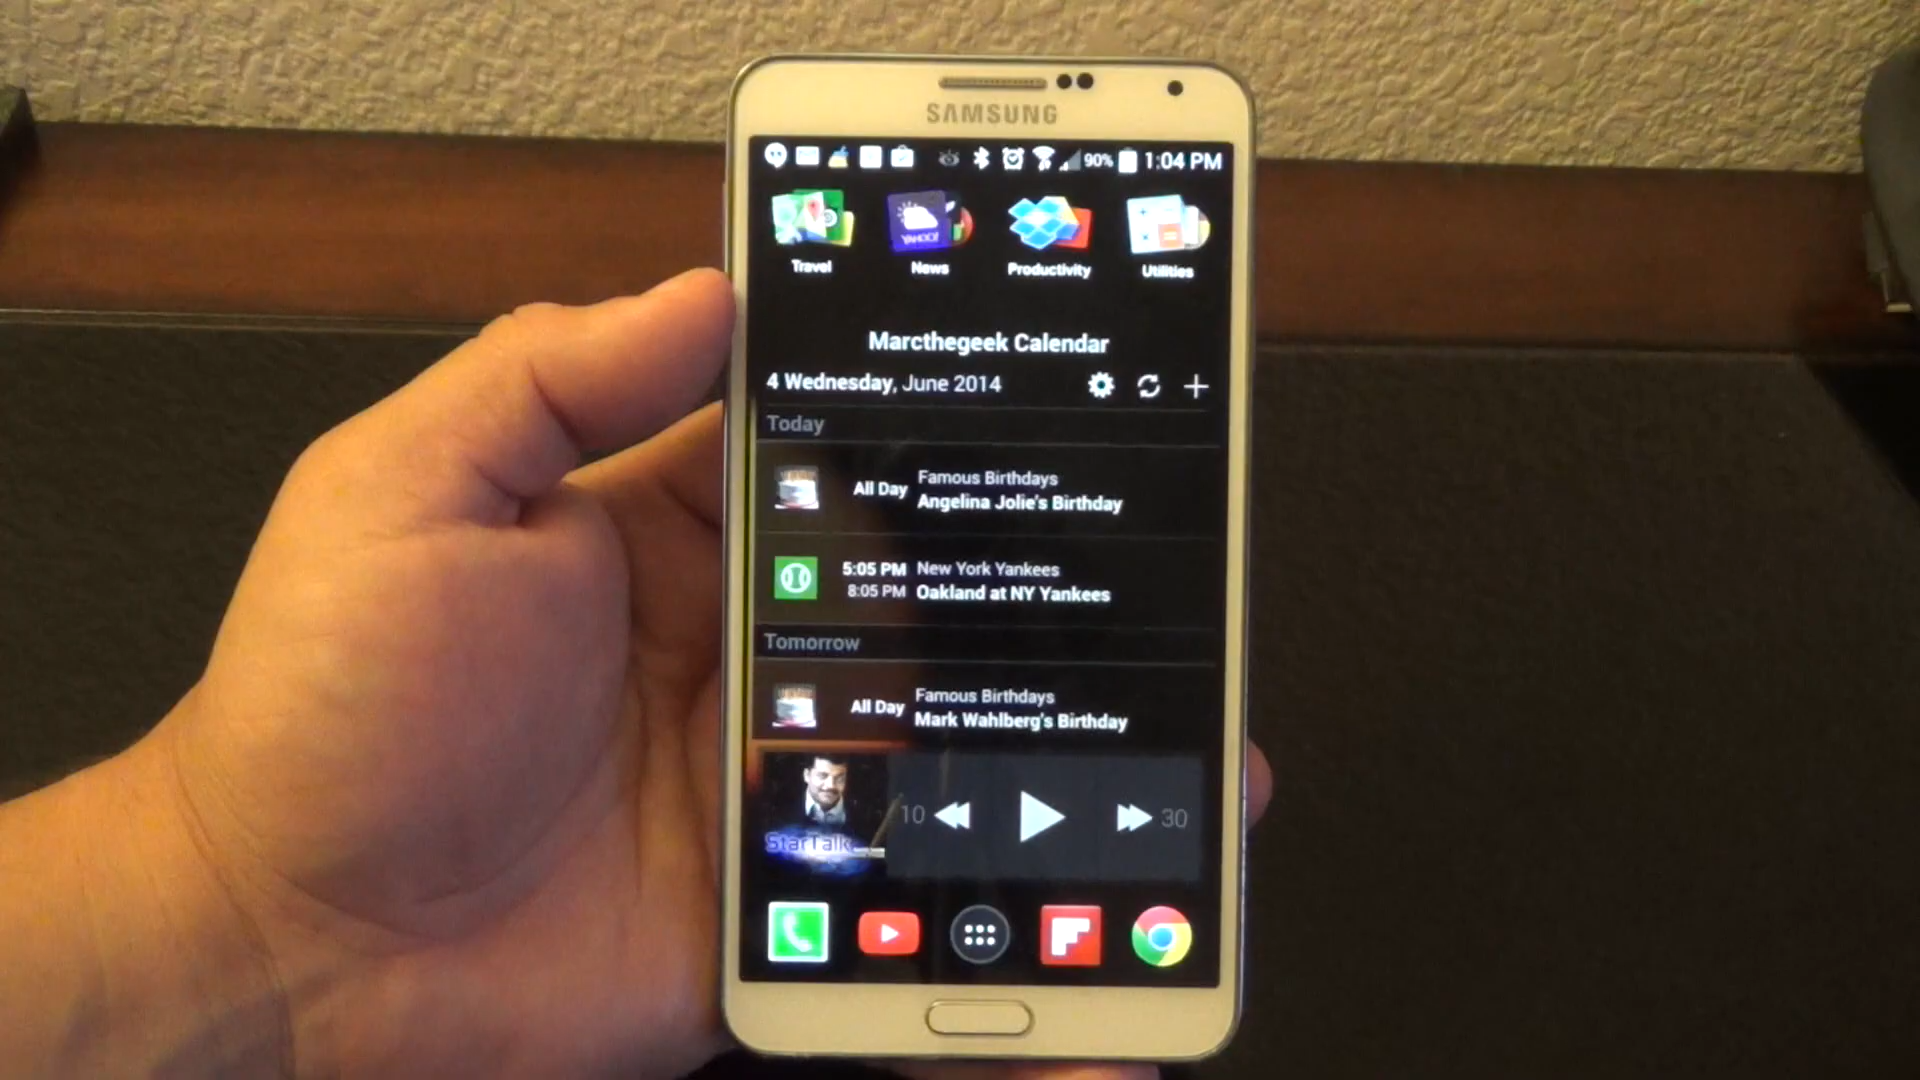 SAMSUNG
90% 1:04 PM
YAHOO!
Travel News Productivity Utilities
Marcthegeek Calendar
4 Wednesday, June 2014
Today
Famous Birthdays
All Day
Angelina Jolie's Birthday
5:05 PM New York Yankees
8:05 PM Oakland at NY Yankees
Tomorrow
Famous Birthdays
All Day
Mark Wahlberg's Birthday
10 30
StarTalk